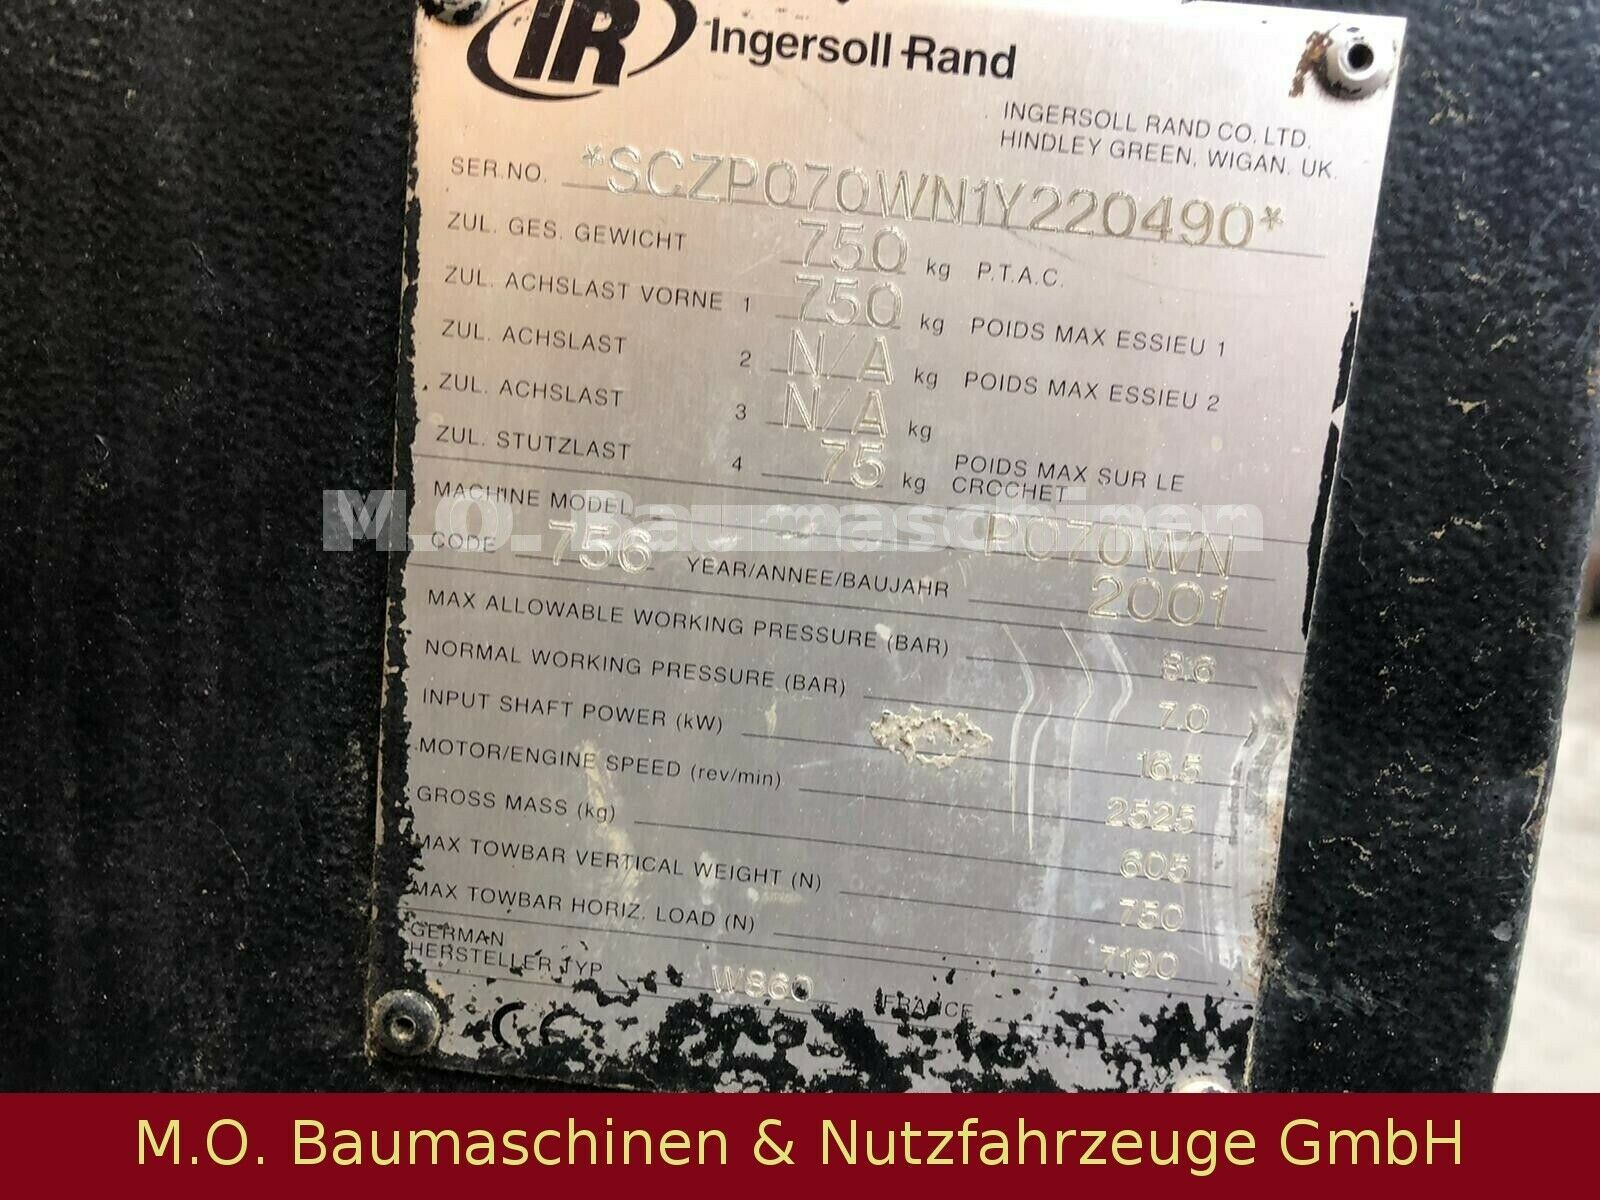 IR Ingersoll-Rand
INGERSOLL RAND CO. LTD.
HINDLEY GREEN, WIGAN, UK.
SER.NO. *SCZP070WN1Y220490*
ZUL. GES. GEWICHT 750 kg P.T.A.C.
ZUL. ACHSLAST VORNE 1 750 kg POIDS MAX ESSIEU 1
ZUL. ACHSLAST 2 N/A kg POIDS MAX ESSIEU 2
ZUL. ACHSLAST 3 N/A kg
ZUL. STUTZLAST 4 75 kg POIDS MAX SUR LE
CROCHET
MACHINE MODEL P070WN
M.O. Baumaschinen
CODE 756 YEAR/ANNEE/BAUJAHR 2001
MAX ALLOWABLE WORKING PRESSURE (BAR) 8.6
NORMAL WORKING PRESSURE (BAR) 7.0
INPUT SHAFT POWER (kW) 16.5
MOTOR/ENGINE SPEED (rev/min) 2525
GROSS MASS (kg) 605
MAX TOWBAR VERTICAL WEIGHT (N) 750
MAX TOWBAR HORIZ. LOAD (N) 7190
GERMAN
HERSTELLER TYP W860 FRANCE
CE
M.O. Baumaschinen & Nutzfahrzeuge GmbH